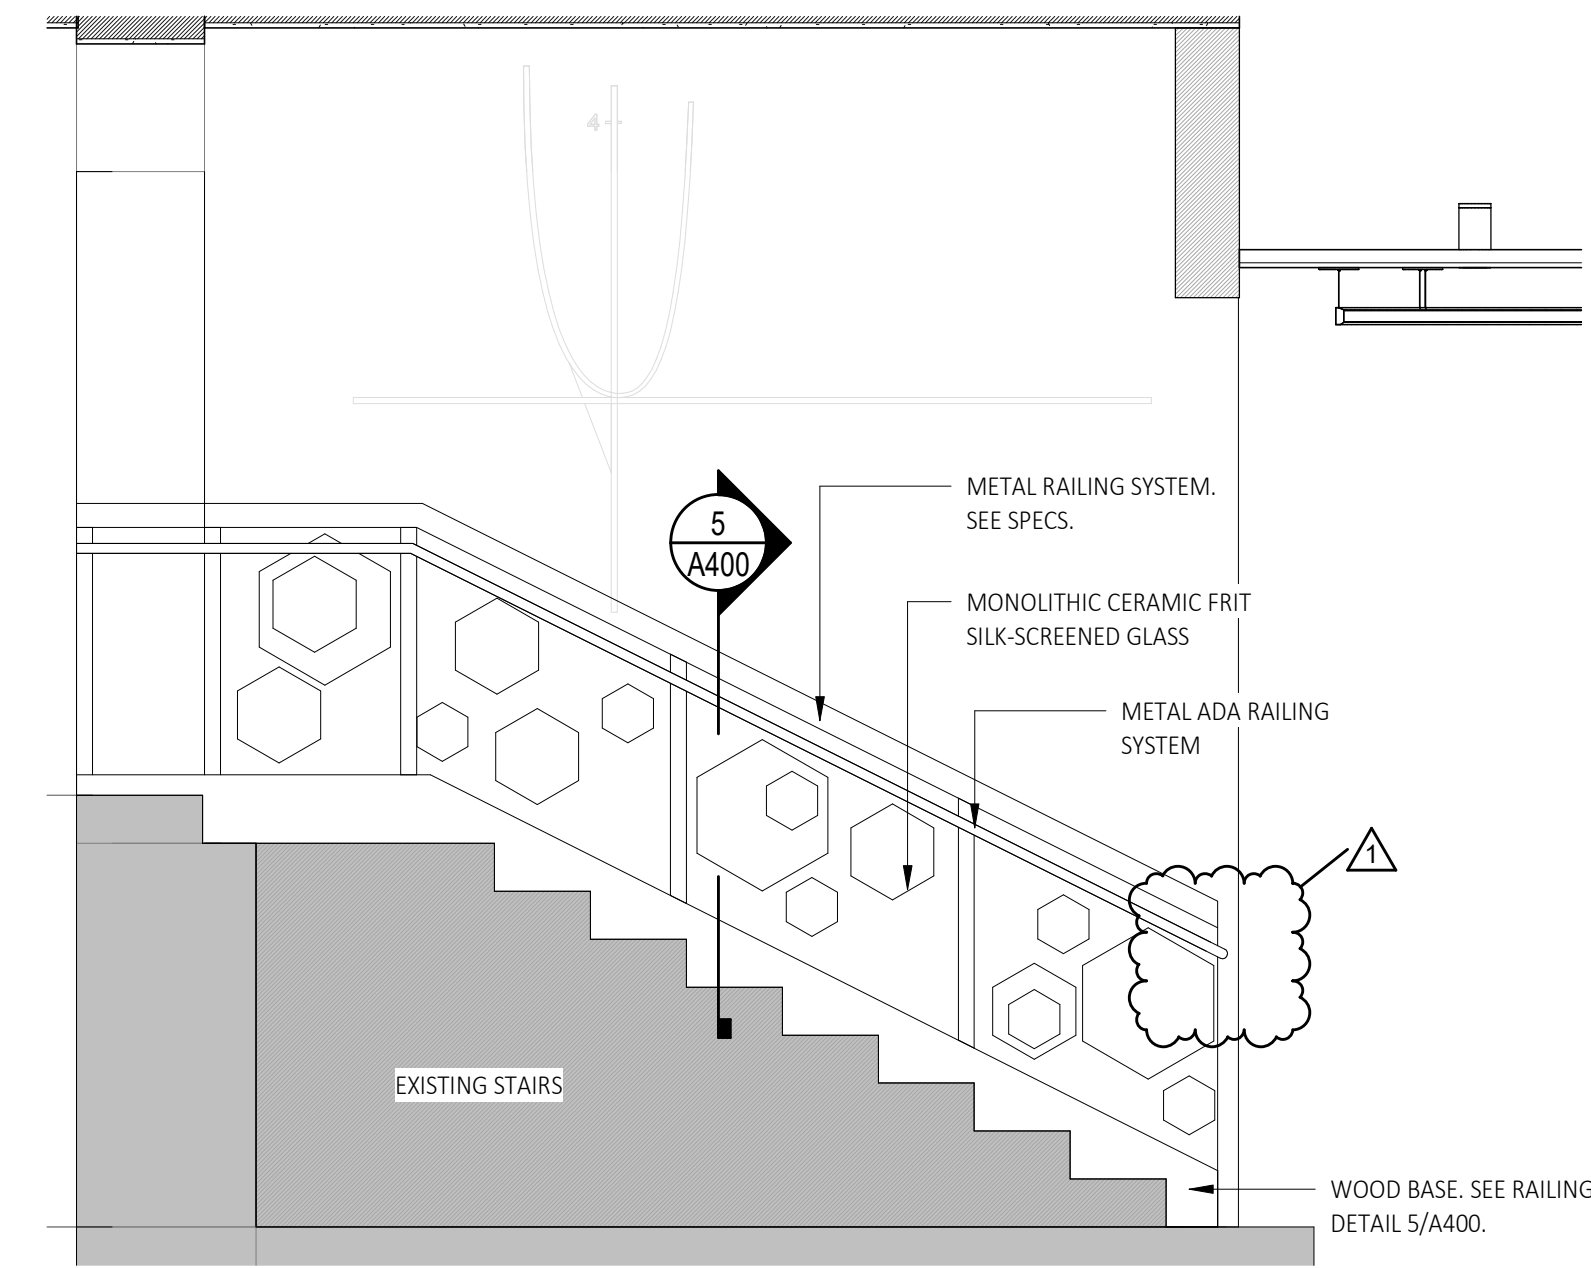 4
5
A400
METAL RAILING SYSTEM.
SEE SPECS.
MONOLITHIC CERAMIC FRIT
SILK-SCREENED GLASS
METAL ADA RAILING
SYSTEM
1
EXISTING STAIRS
WOOD BASE. SEE RAILING
DETAIL 5/A400.